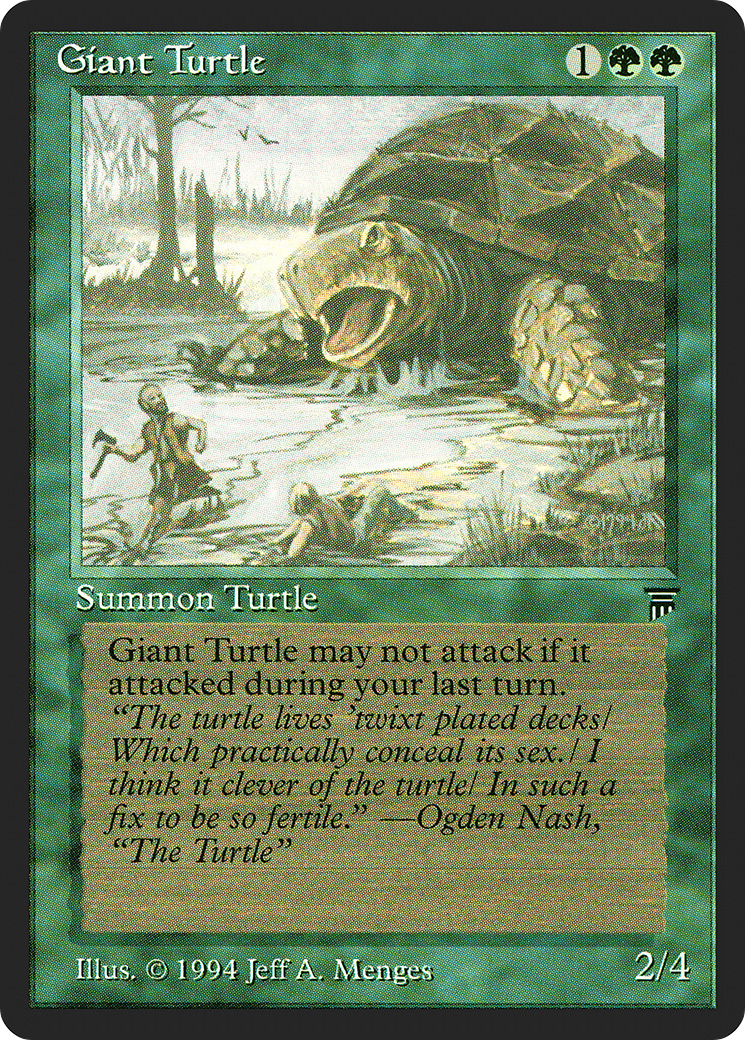 Giant Turtle
1
Summon Turtle
Giant Turtle may not attack if it
attacked during your last turn.
“The turtle lives ’twixt plated decks/
Which practically conceal its sex./ I
think it clever of the turtle/ In such a
fix to be so fertile.” —Ogden Nash,
“The Turtle”
Illus. © 1994 Jeff A. Menges
2/4